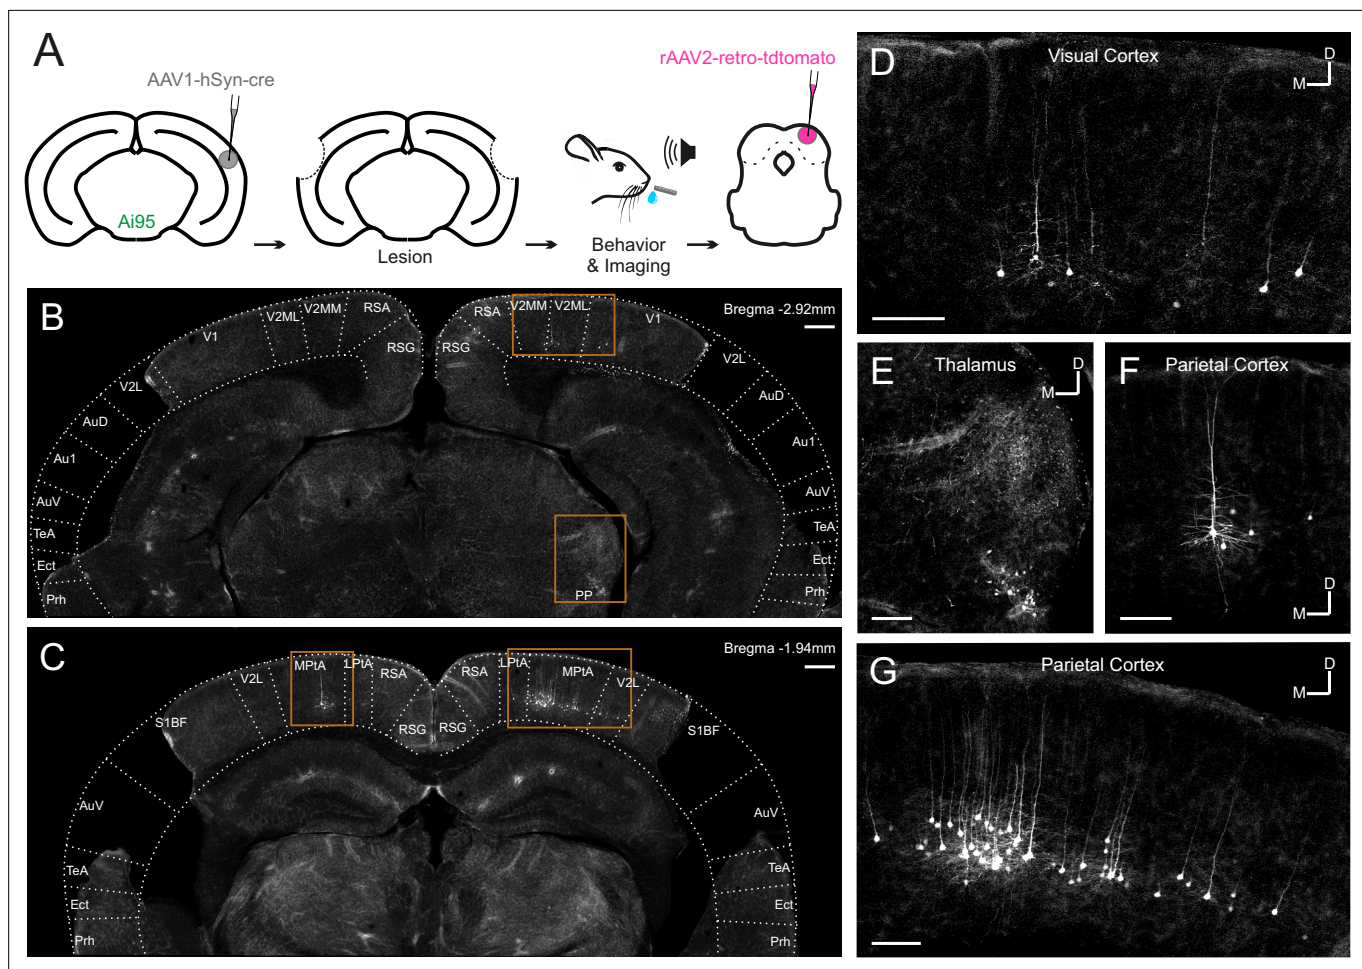 A
AAV1-hSyn-cre
Ai95
Lesion
Behavior
& Imaging
rAAV2-retro-tdtomato
B
Bregma -2.92mm
V1
V2ML
V2MM
RSA
RSG
RSG
RSA
V2MM
V2ML
V1
V2L
AuD
Au1
AuV
TeA
Ect
Prh
V2L
AuD
Au1
AuV
TeA
Ect
Prh
PP
C
Bregma -1.94mm
S1BF
V2L
MPtA
LPtA
RSA
RSG
RSG
RSA
LPtA
MPtA
V2L
S1BF
AuV
TeA
Ect
Prh
AuV
TeA
Ect
Prh
D
Visual Cortex
D
M
E
Thalamus
D
M
F
Parietal Cortex
D
M
G
Parietal Cortex
D
M